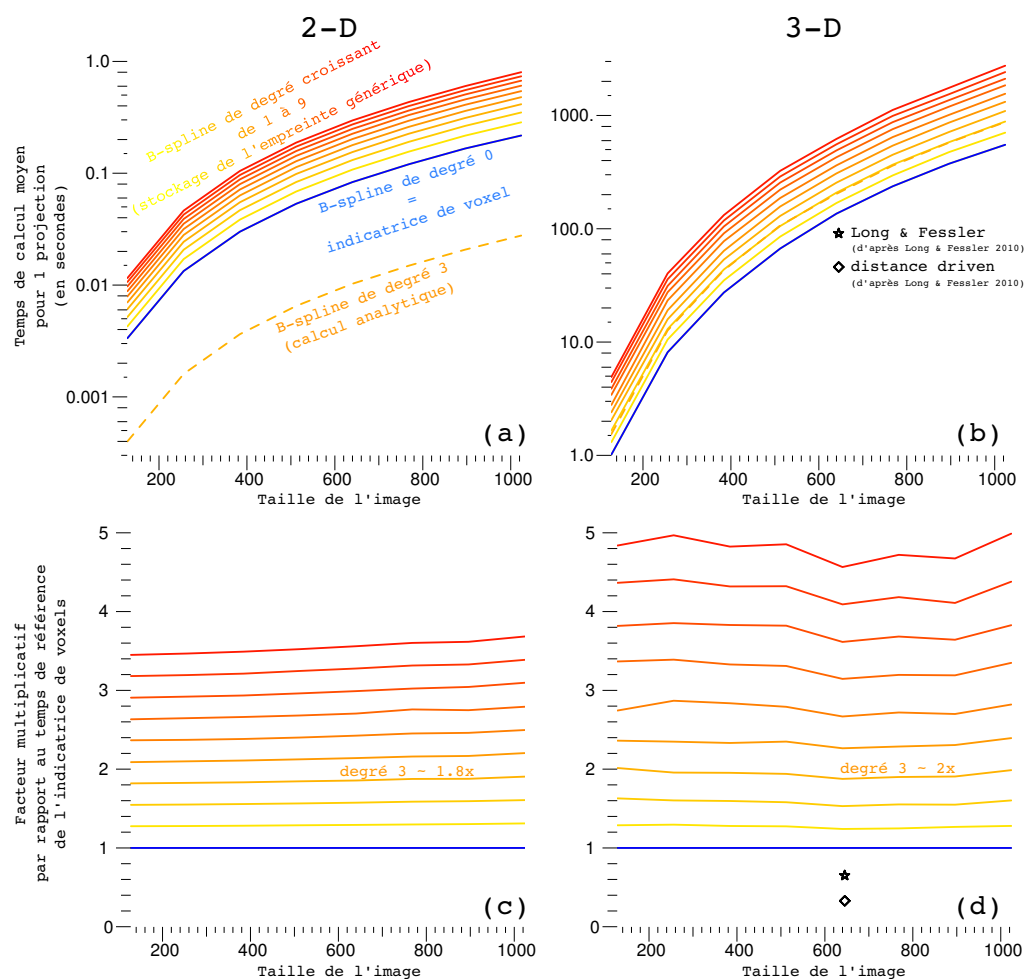 2-D
3-D
Temps de calcul moyen
pour 1 projection
(en secondes)
1.0
0.1
0.01
0.001
B-spline de degré croissant
de 1 à 9
(stockage de l'empreinte générique)
B-spline de degré 0
=
indicatrice de voxel
B-spline de degré 3
(calcul analytique)
(a)
200 400 600 800 1000
Taille de l'image
1000.
100.0
10.0
1.0
Long & Fessler
(d'après Long & Fessler 2010)
distance driven
(d'après Long & Fessler 2010)
(b)
200 400 600 800 1000
Taille de l'image
Facteur multiplicatif
par rapport au temps de référence
de l'indicatrice de voxels
5
4
3
2
1
0
degré 3 ~ 1.8x
(c)
200 400 600 800 1000
Taille de l'image
5
4
3
2
1
0
degré 3 ~ 2x
(d)
200 400 600 800 1000
Taille de l'image